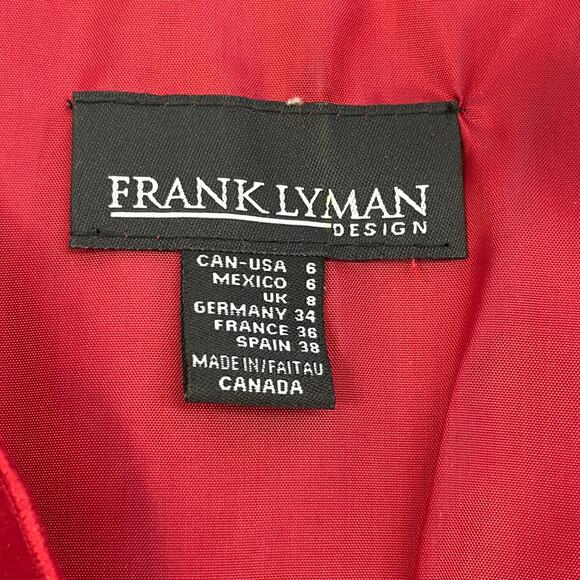 FRANK LYMAN
DESIGN
CAN-USA 6
MEXICO 6
UK 8
GERMANY 34
FRANCE 36
SPAIN 38
MADE IN/FAIT AU
CANADA